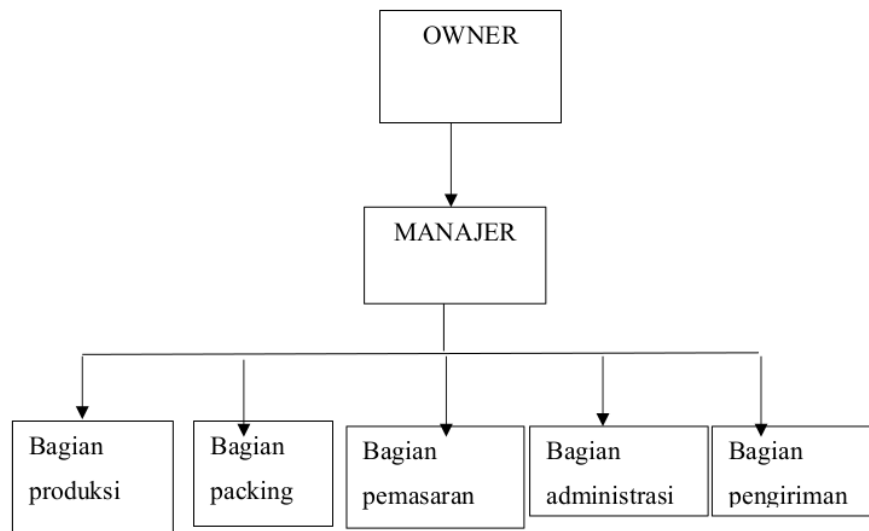 OWNER
MANAJER
Bagian
produksi
Bagian
packing
Bagian
pemasaran
Bagian
administrasi
Bagian
pengiriman